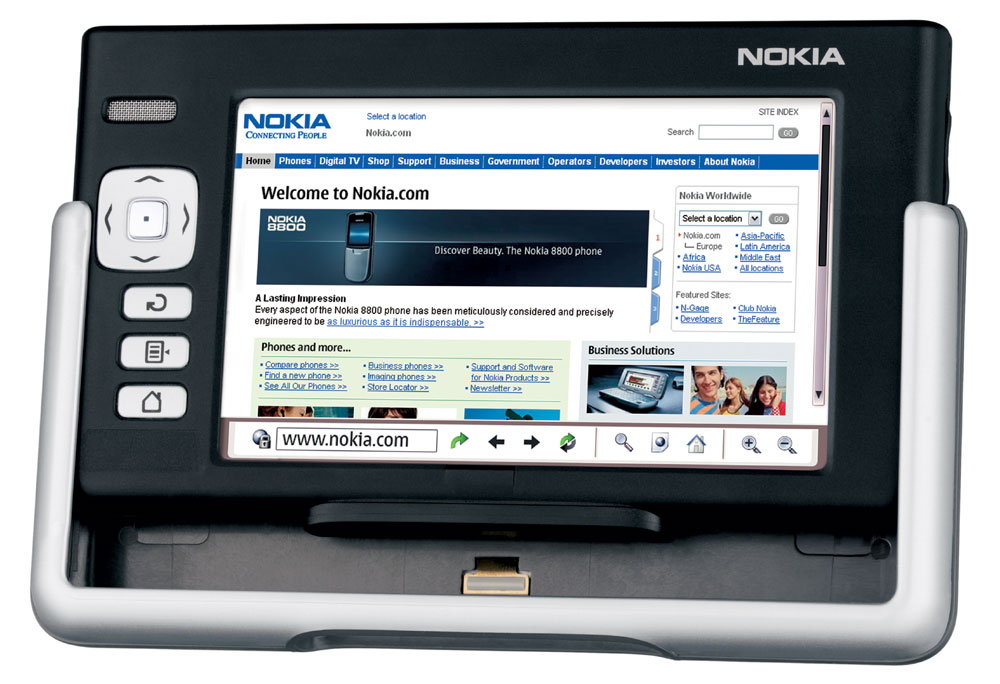 NOKIA
NOKIA
CONNECTING PEOPLE
Select a location
Nokia.com
SITE INDEX
Search GO
Home Phones Digital TV Shop Support Business Government Operators Developers Investors About Nokia
Welcome to Nokia.com
NOKIA
8800
Discover Beauty. The Nokia 8800 phone
1
2
3
A Lasting Impression
Every aspect of the Nokia 8800 phone has been meticulously considered and precisely
engineered to be as luxurious as it is indispensable. >>
Nokia Worldwide
Select a location GO
Nokia.com
Europe
Africa
Nokia USA
Asia-Pacific
Latin America
Middle East
All locations
Featured Sites:
N-Gage
Developers
Club Nokia
TheFeature
Phones and more...
Compare phones >>
Find a new phone >>
See All Our Phones >>
Business phones >>
Imaging phones >>
Store Locator >>
Support and Software
for Nokia Products >>
Newsletter >>
Business Solutions
www.nokia.com